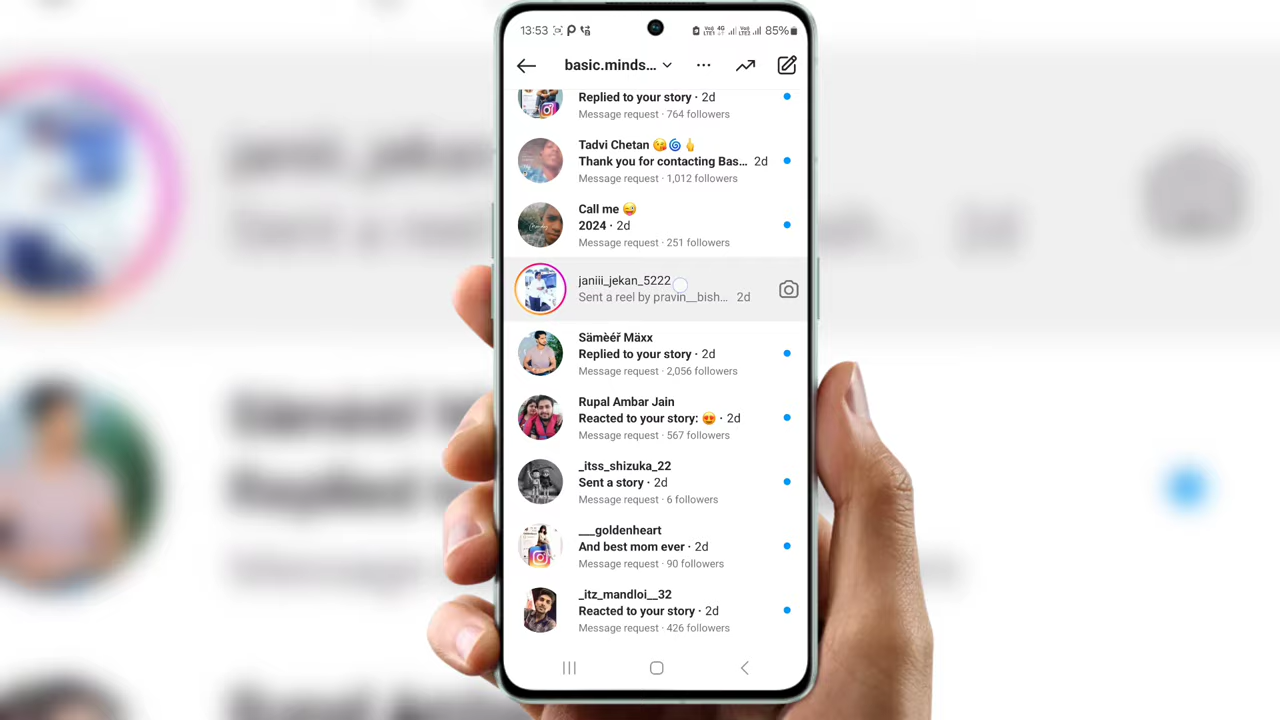 13:53 85%
basic.minds...
Replied to your story · 2d
Message request · 764 followers
Tadvi Chetan 😘🌀👆
Thank you for contacting Bas... 2d
Message request · 1,012 followers
Call me 😜
2024 · 2d
Message request · 251 followers
janiii_jekan_5222
Sent a reel by pravin__bish... 2d
Sämèéř Mäxx
Replied to your story · 2d
Message request · 2,056 followers
Rupal Ambar Jain
Reacted to your story: 😍 · 2d
Message request · 567 followers
_itss_shizuka_22
Sent a story · 2d
Message request · 6 followers
___goldenheart
And best mom ever · 2d
Message request · 90 followers
_itz_mandloi__32
Reacted to your story · 2d
Message request · 426 followers